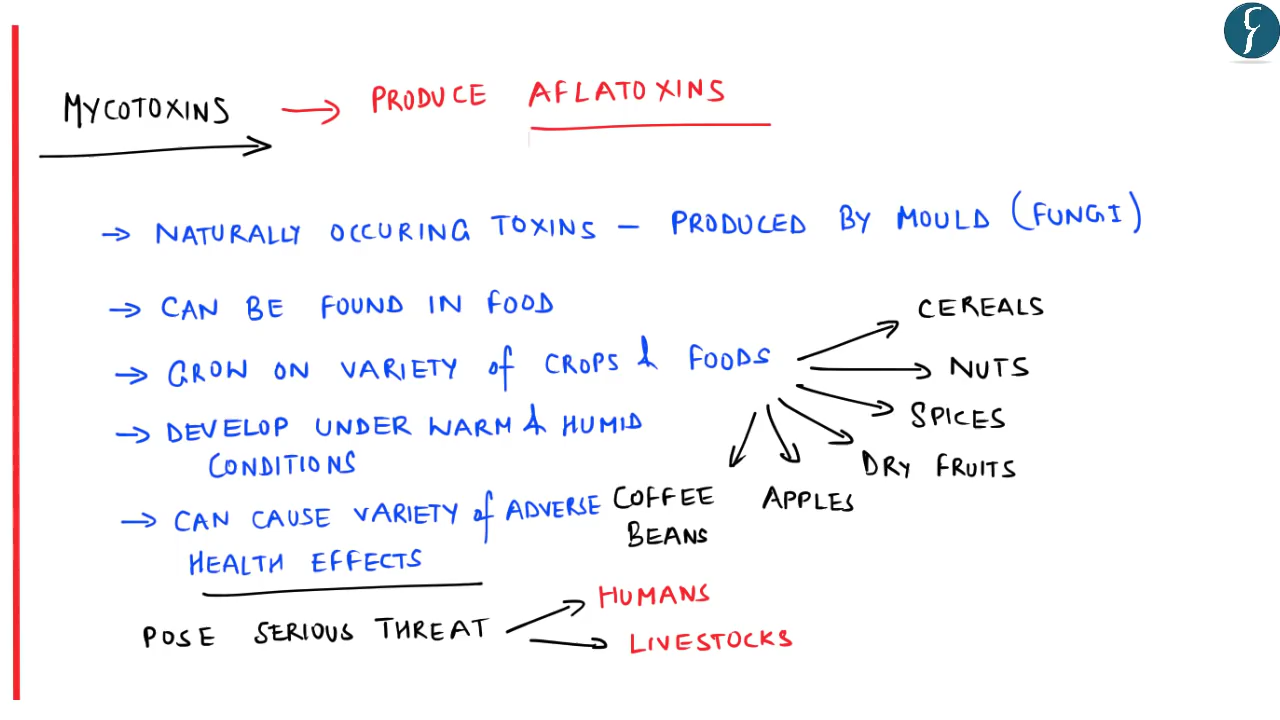 MYCOTOXINS → PRODUCE AFLATOXINS
→ NATURALLY OCCURING TOXINS – PRODUCED BY MOULD (FUNGI)
→ CAN BE FOUND IN FOOD
→ GROW ON VARIETY of CROPS & FOODS
CEREALS
NUTS
SPICES
DRY FRUITS
APPLES
COFFEE
BEANS
→ DEVELOP UNDER WARM & HUMID
CONDITIONS
→ CAN CAUSE VARIETY of ADVERSE
HEALTH EFFECTS
POSE SERIOUS THREAT
HUMANS
LIVESTOCKS